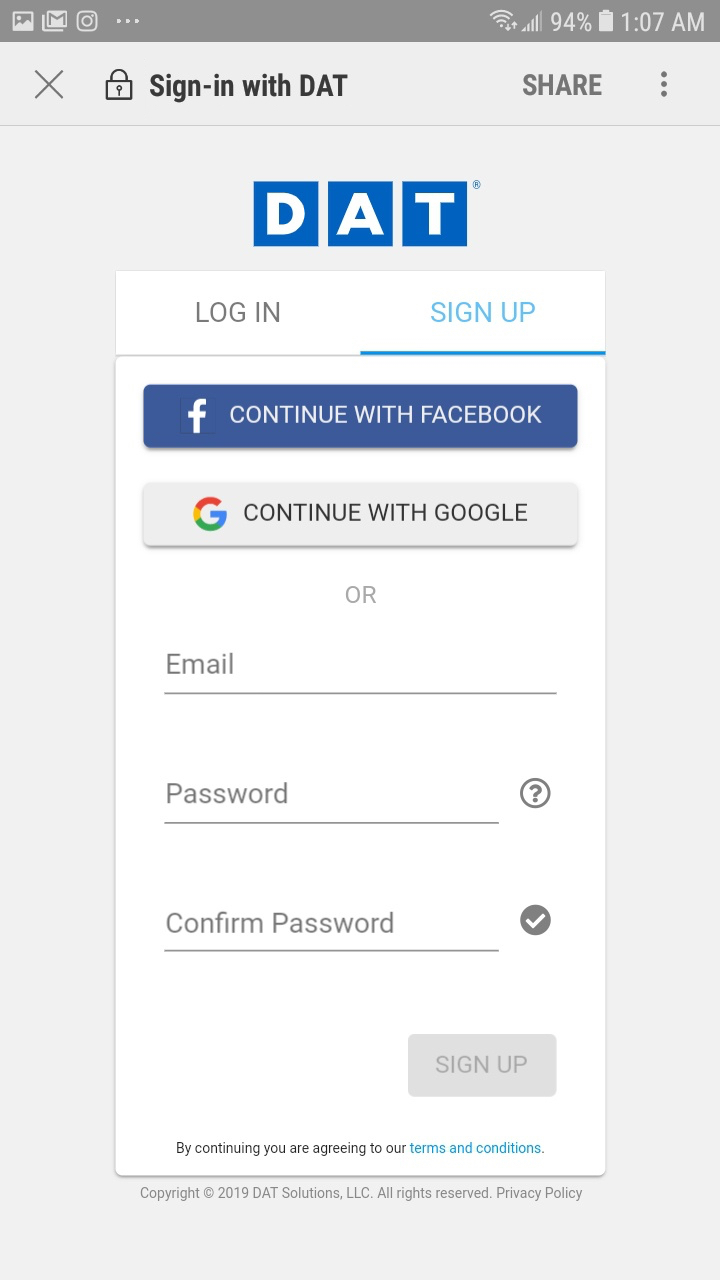 94% 1:07 AM
Sign-in with DAT SHARE
DAT®
LOG IN SIGN UP
f CONTINUE WITH FACEBOOK
G CONTINUE WITH GOOGLE
OR
Email
Password ?
Confirm Password
SIGN UP
By continuing you are agreeing to our terms and conditions.
Copyright © 2019 DAT Solutions, LLC. All rights reserved. Privacy Policy